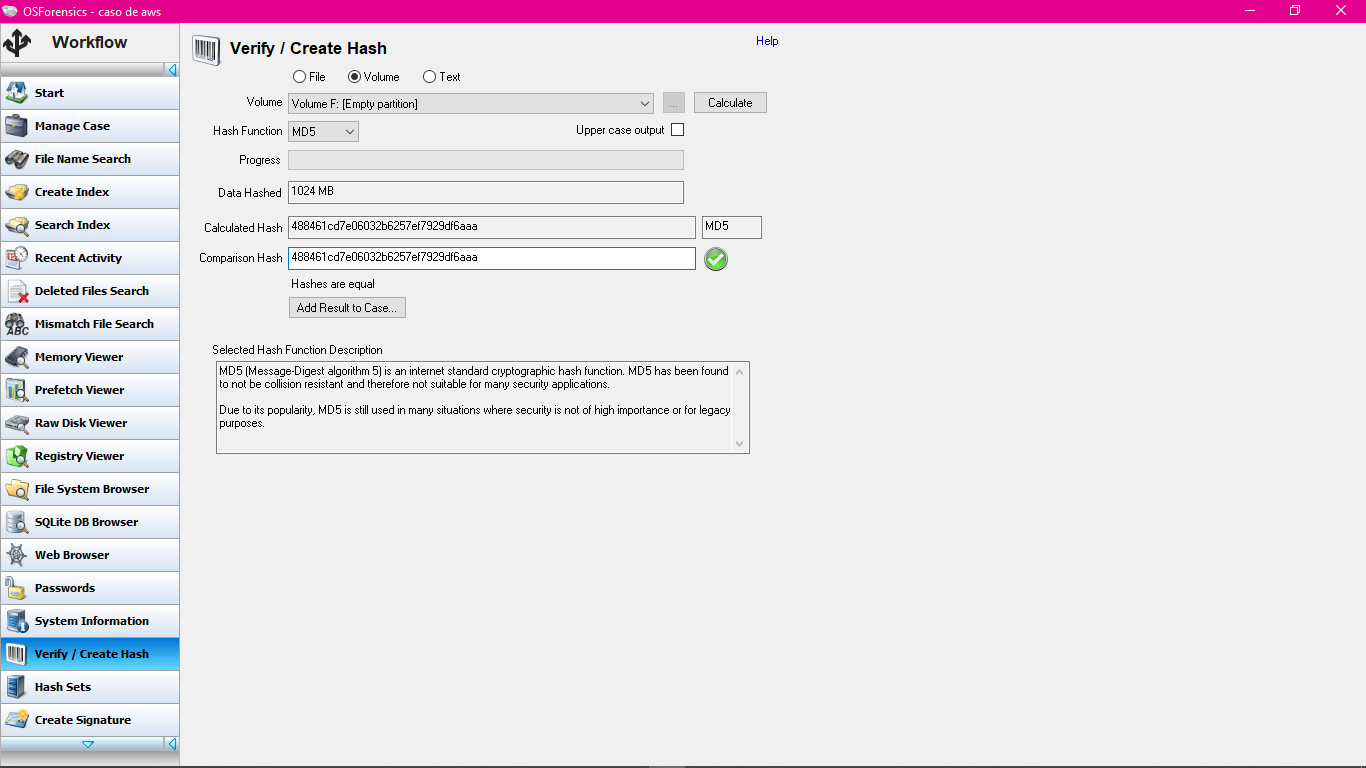 OSForensics - caso de aws
Workflow
Start
Manage Case
File Name Search
Create Index
Search Index
Recent Activity
Deleted Files Search
ABC
Mismatch File Search
Memory Viewer
Prefetch Viewer
Raw Disk Viewer
Registry Viewer
File System Browser
SQLite DB Browser
Web Browser
Passwords
System Information
Verify / Create Hash
Hash Sets
Create Signature
Verify / Create Hash
Help
File Volume Text
Volume Volume F: [Empty partition] ... Calculate
Hash Function MD5 Upper case output
Progress
Data Hashed 1024 MB
Calculated Hash 488461cd7e06032b6257ef7929df6aaa MD5
Comparison Hash 488461cd7e06032b6257ef7929df6aaa
Hashes are equal
Add Result to Case...
Selected Hash Function Description
MD5 (Message-Digest algorithm 5) is an internet standard cryptographic hash function. MD5 has been found
to not be collision resistant and therefore not suitable for many security applications.
Due to its popularity, MD5 is still used in many situations where security is not of high importance or for legacy
purposes.